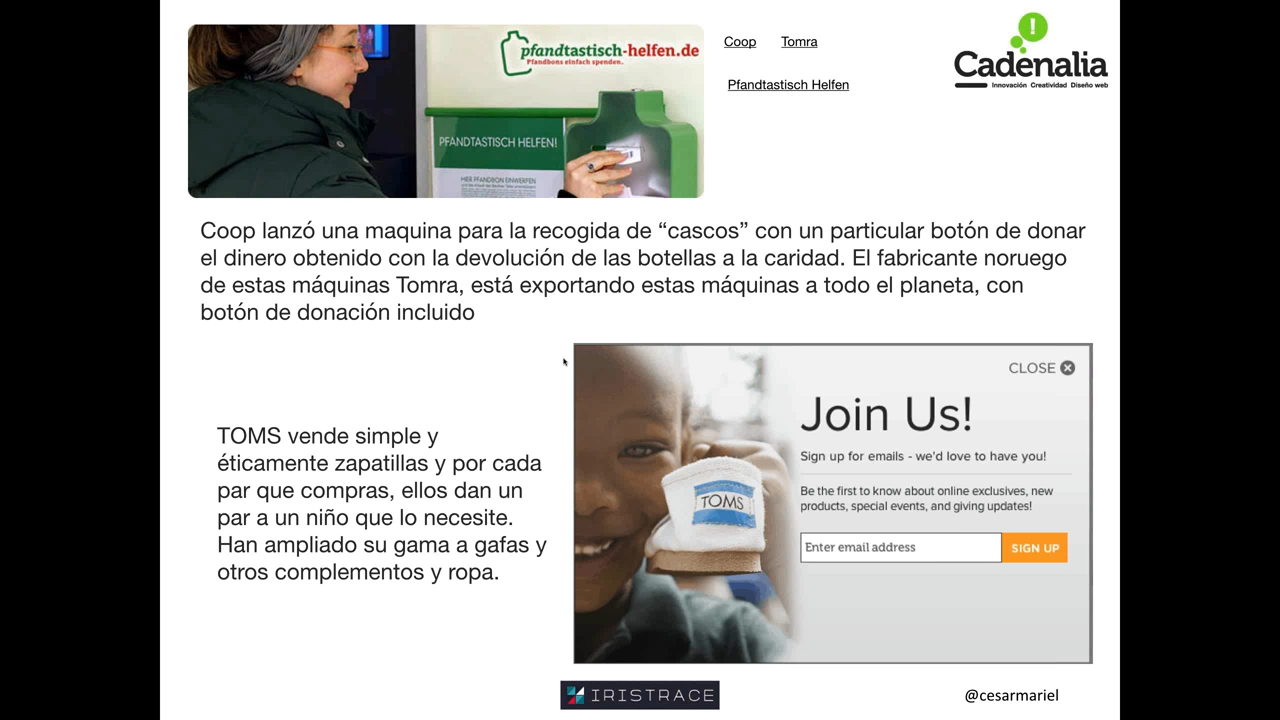 pfandtastisch-helfen.de
Pfandbons einfach spenden.
PFANDTASTISCH HELFEN!
HIER PFANDBON EINWERFEN
Coop Tomra
Pfandtastisch Helfen
Cadenalia
Innovación Creatividad Diseño web
Coop lanzó una maquina para la recogida de “cascos” con un particular botón de donar
el dinero obtenido con la devolución de las botellas a la caridad. El fabricante noruego
de estas máquinas Tomra, está exportando estas máquinas a todo el planeta, con
botón de donación incluido
TOMS vende simple y
éticamente zapatillas y por cada
par que compras, ellos dan un
par a un niño que lo necesite.
Han ampliado su gama a gafas y
otros complementos y ropa.
TOMS
CLOSE
Join Us!
Sign up for emails - we'd love to have you!
Be the first to know about online exclusives, new
products, special events, and giving updates!
Enter email address
SIGN UP
IRISTRACE
@cesarmariel